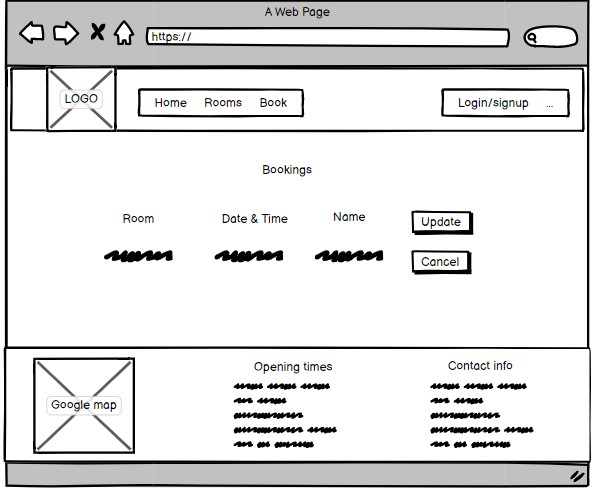 A Web Page
https://
LOGO
Home Rooms Book
Login/signup ...
Bookings
Room Date & Time Name Update
Cancel
Google map
Opening times
Contact info